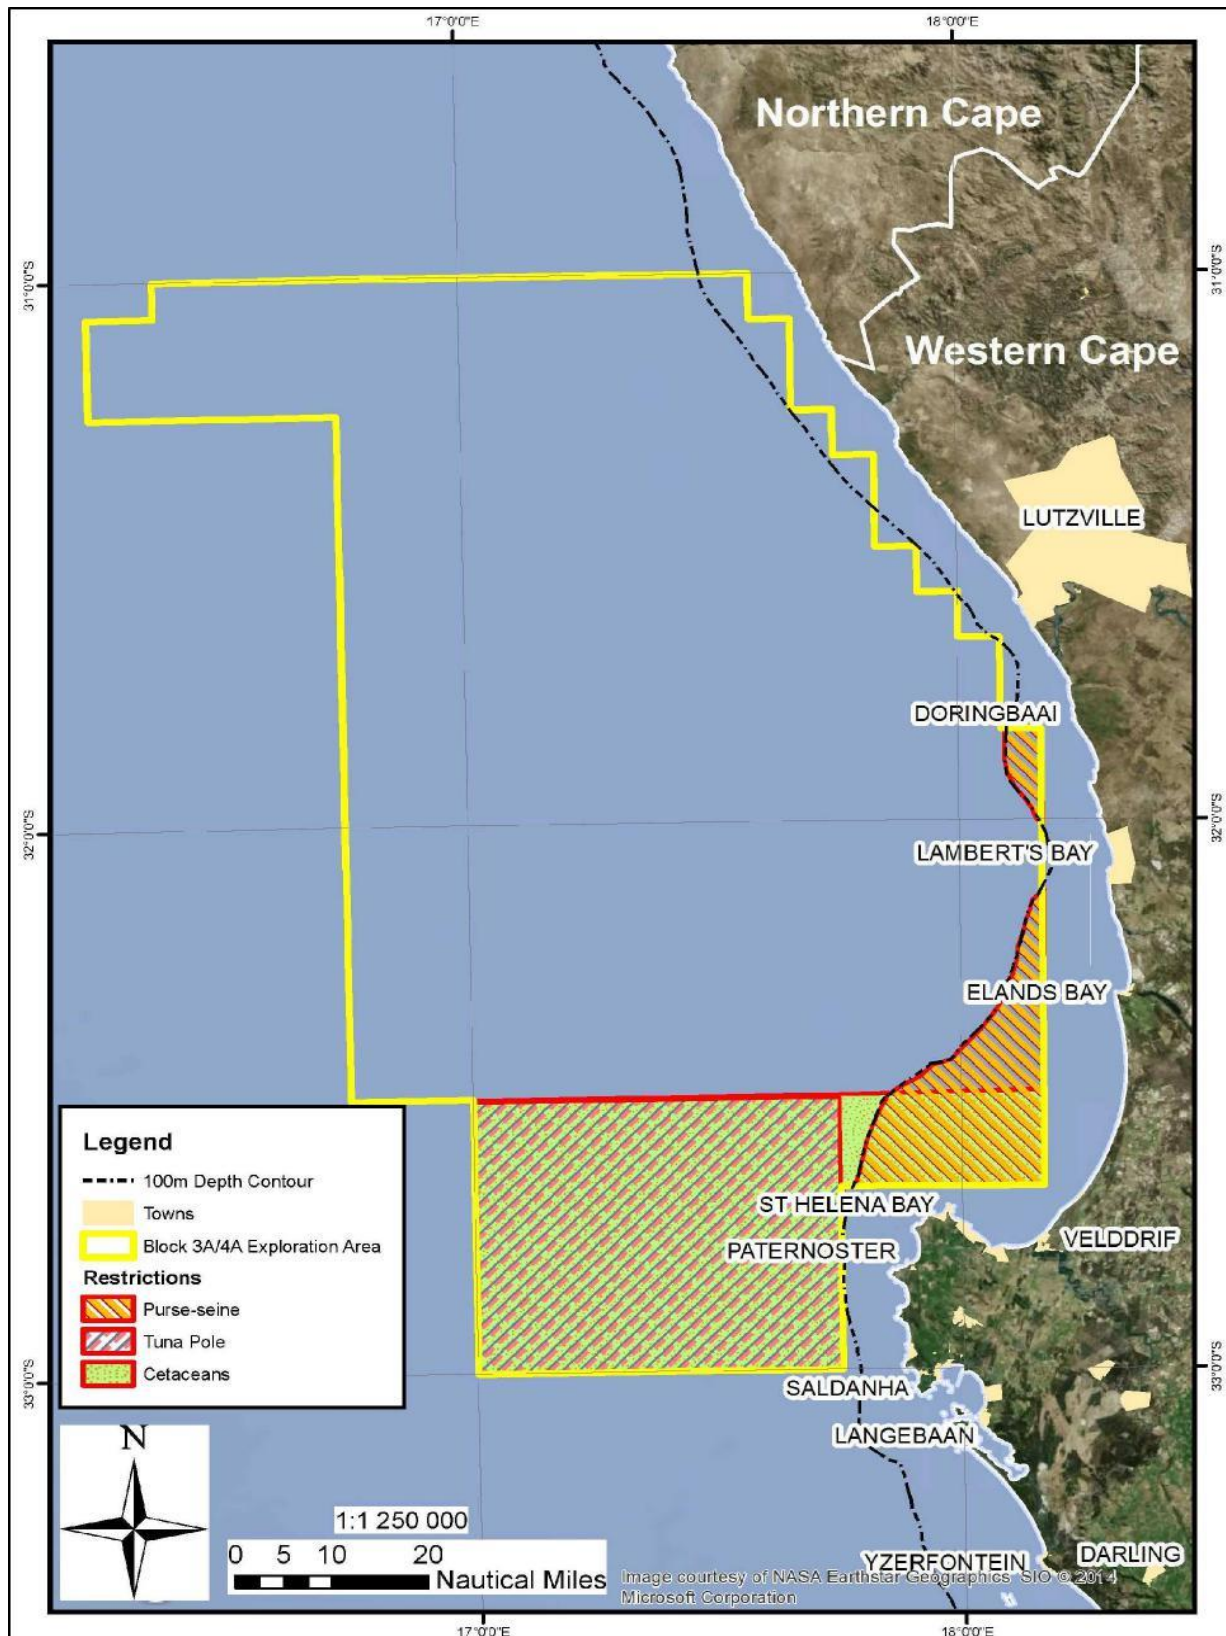 17°0'0"E
18°0'0"E
Northern Cape
31°0'0"S
31°0'0"S
Western Cape
LUTZVILLE
DORINGBAAI
32°0'0"S
32°0'0"S
LAMBERT'S BAY
ELANDS BAY
Legend
100m Depth Contour
Towns
Block 3A/4A Exploration Area
Restrictions
Purse-seine
Tuna Pole
Cetaceans
ST HELENA BAY
VELDDRIF
PATERNOSTER
33°0'0"S
33°0'0"S
SALDANHA
LANGEBAAN
N
1:1 250 000
0 5 10 20
Nautical Miles
YZERFONTEIN
DARLING
Image courtesy of NASA Earthstar Geographics SIO © 2014
Microsoft Corporation
17°0'0"E
18°0'0"E